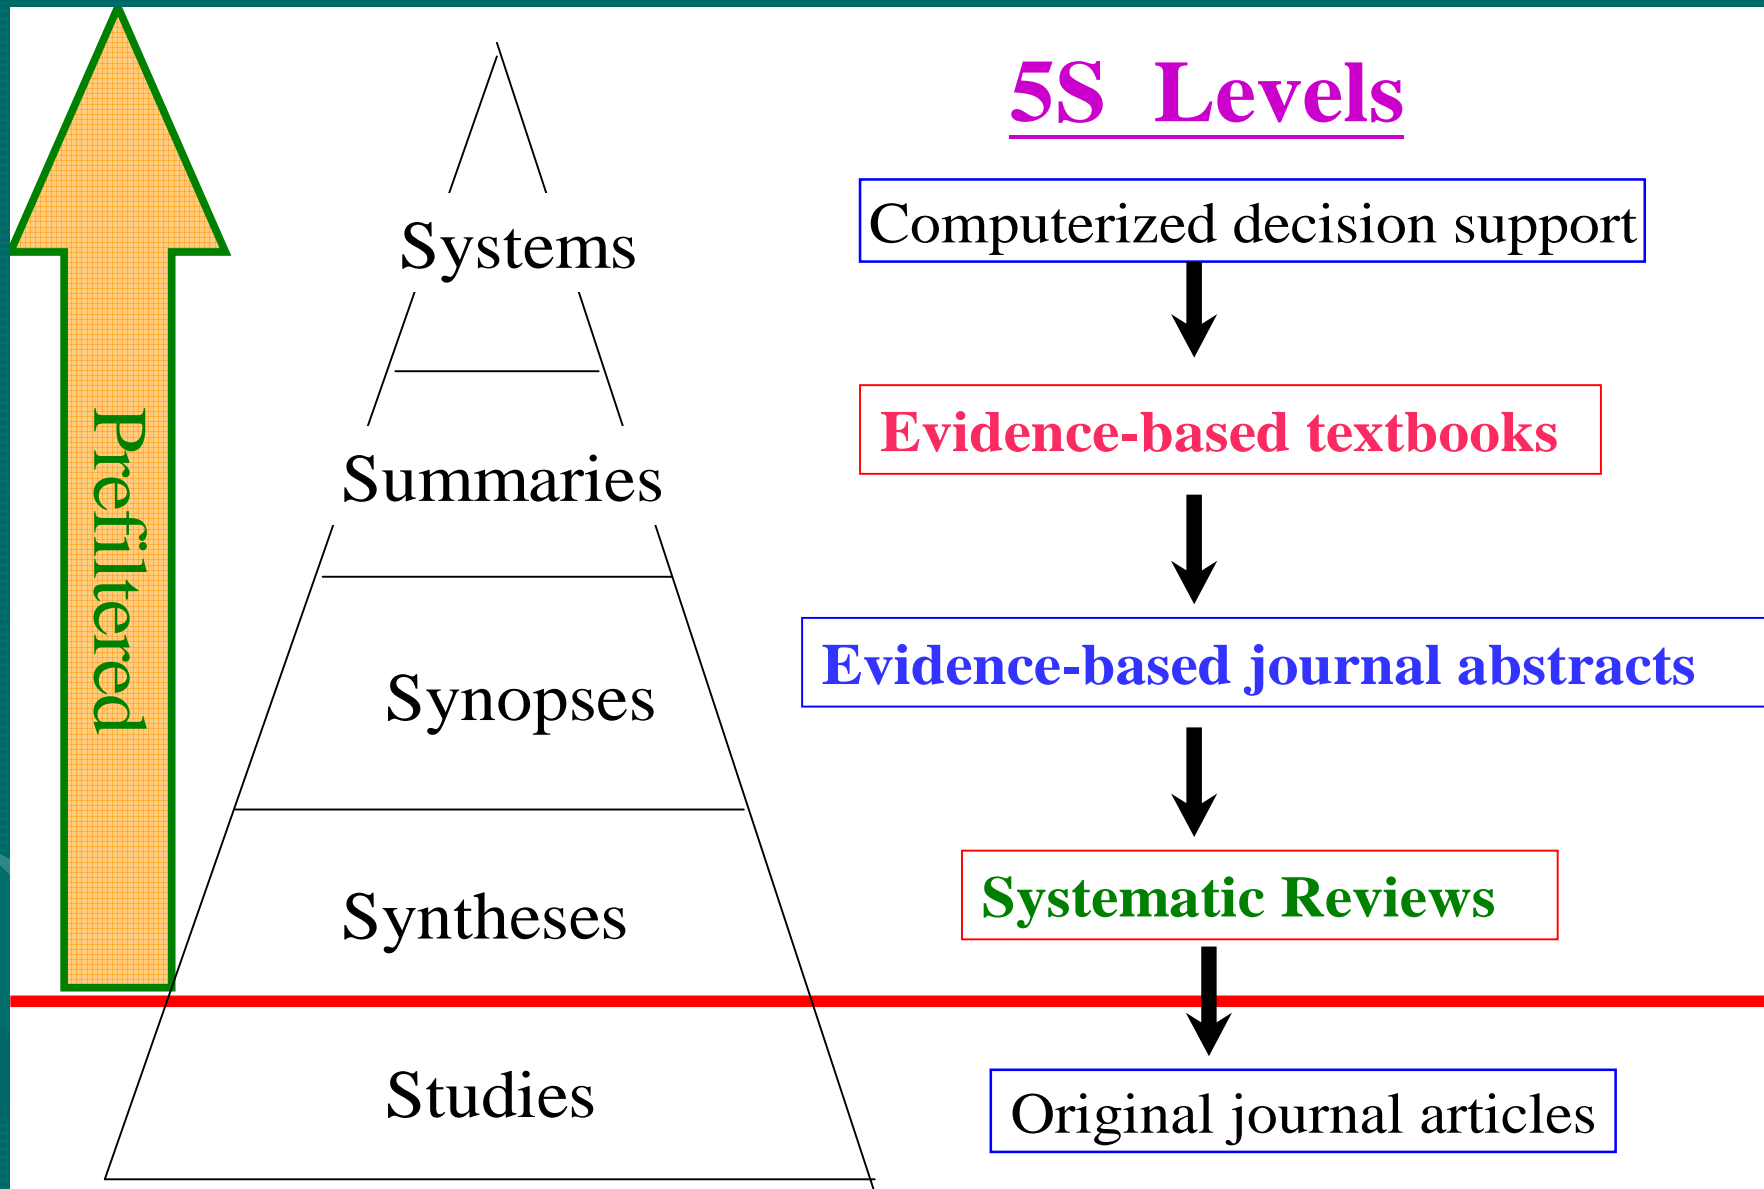 5S Levels
Prefiltered
Systems
Computerized decision support
Summaries
Evidence-based textbooks
Synopses
Evidence-based journal abstracts
Syntheses
Systematic Reviews
Studies
Original journal articles